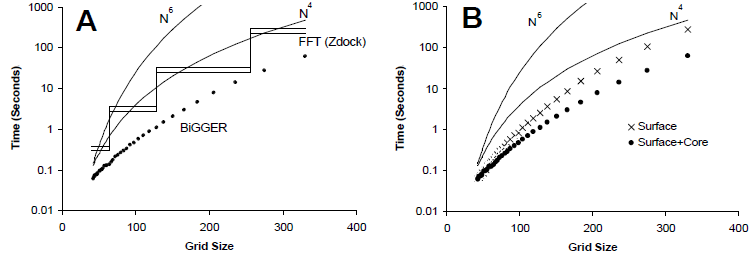 A
N6
N4
FFT (Zdock)
BiGGER
Time (Seconds)
1000
100
10
1
0.1
0.01
0
100
200
300
400
Grid Size
B
N6
N4
Surface
Surface+Core
Time (Seconds)
1000
100
10
1
0.1
0.01
0
100
200
300
400
Grid Size